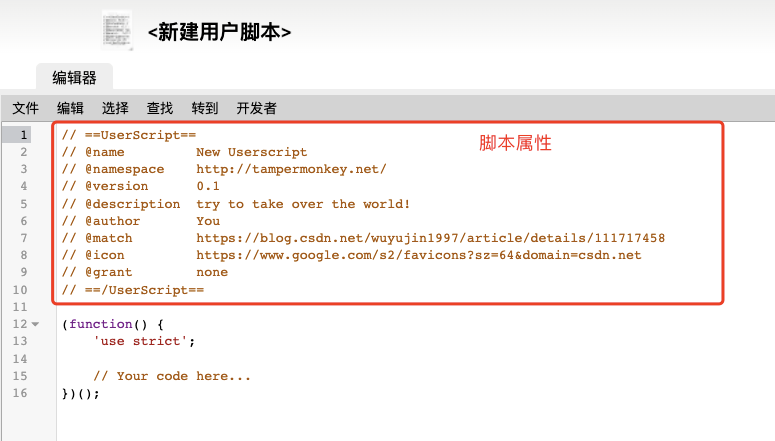 <新建用户脚本>
编辑器
文件 编辑 选择 查找 转到 开发者
1 // ==UserScript==
脚本属性
2 // @name         New Userscript
3 // @namespace    http://tampermonkey.net/
4 // @version      0.1
5 // @description  try to take over the world!
6 // @author       You
7 // @match        https://blog.csdn.net/wuyujin1997/article/details/111717458
8 // @icon         https://www.google.com/s2/favicons?sz=64&domain=csdn.net
9 // @grant        none
10 // ==/UserScript==
11
12 (function() {
13     'use strict';
14
15     // Your code here...
16 })();